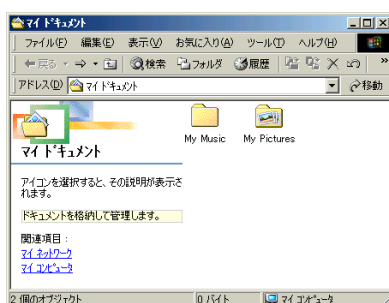 マイ ドキュメント
ファイル(F) 編集(E) 表示(V) お気に入り(A) ツール(T) ヘルプ(H)
戻る 検索 フォルダ 履歴 »
アドレス(D) マイ ドキュメント 移動
マイ ドキュメント
My Music My Pictures
アイコンを選択すると、その説明が表示さ
れます。
ドキュメントを格納して管理します。
関連項目:
マイ ネットワーク
マイ コンピュータ
2 個のオブジェクト 0 バイト マイ コンピュータ